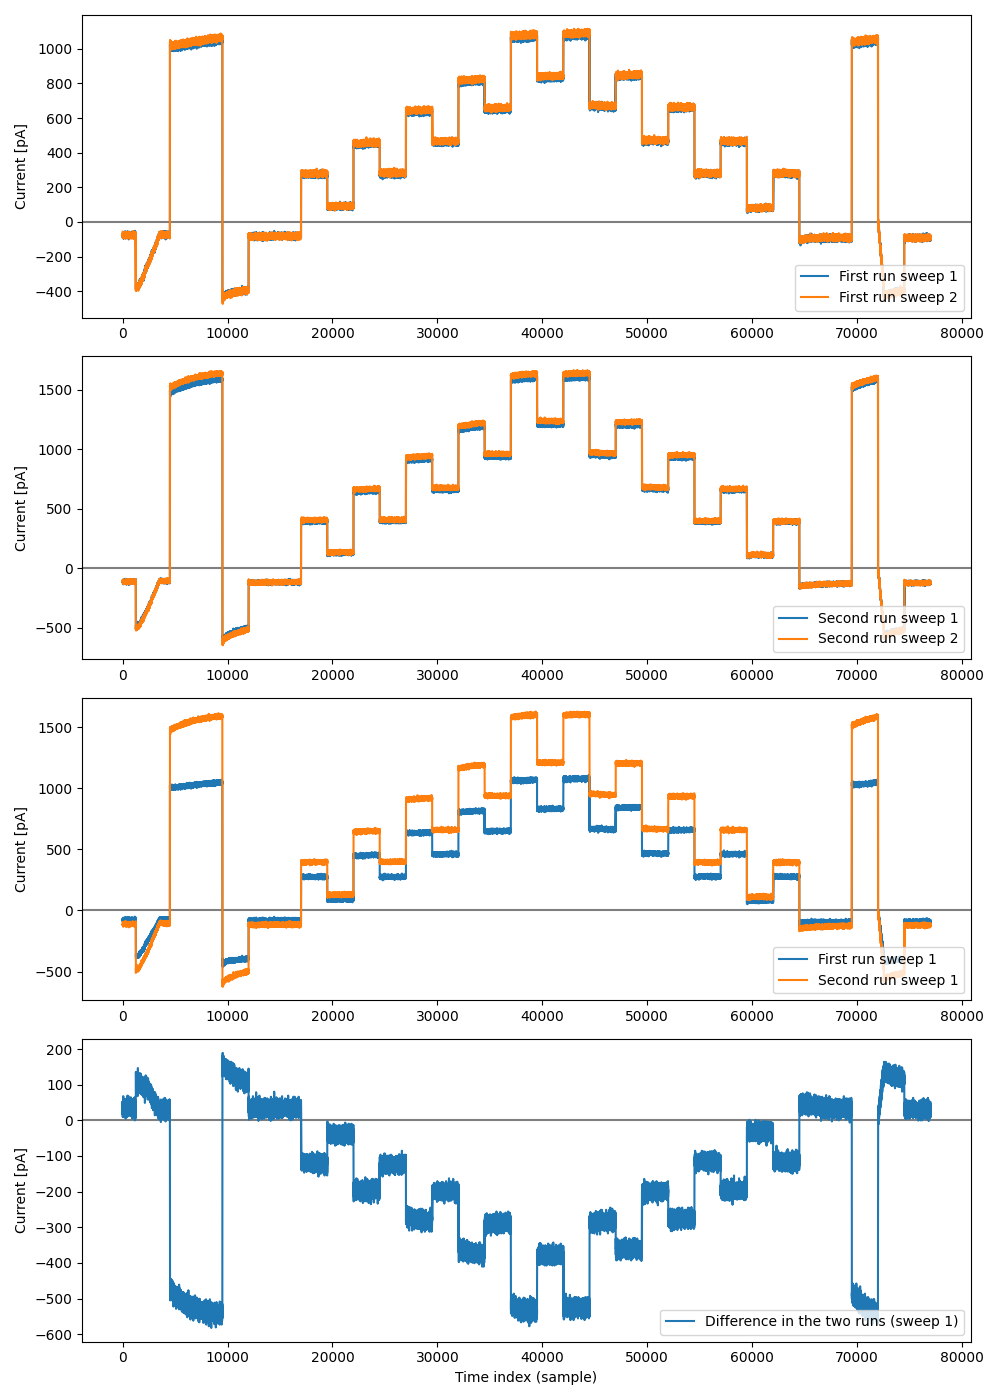 1000
800
600
400
200
0
−200
−400
Current [pA]
First run sweep 1
First run sweep 2
0 10000 20000 30000 40000 50000 60000 70000 80000
1500
1000
500
0
−500
Current [pA]
Second run sweep 1
Second run sweep 2
0 10000 20000 30000 40000 50000 60000 70000 80000
1500
1000
500
0
−500
Current [pA]
First run sweep 1
Second run sweep 1
0 10000 20000 30000 40000 50000 60000 70000 80000
200
100
0
−100
−200
−300
−400
−500
−600
Current [pA]
Difference in the two runs (sweep 1)
0 10000 20000 30000 40000 50000 60000 70000 80000
Time index (sample)